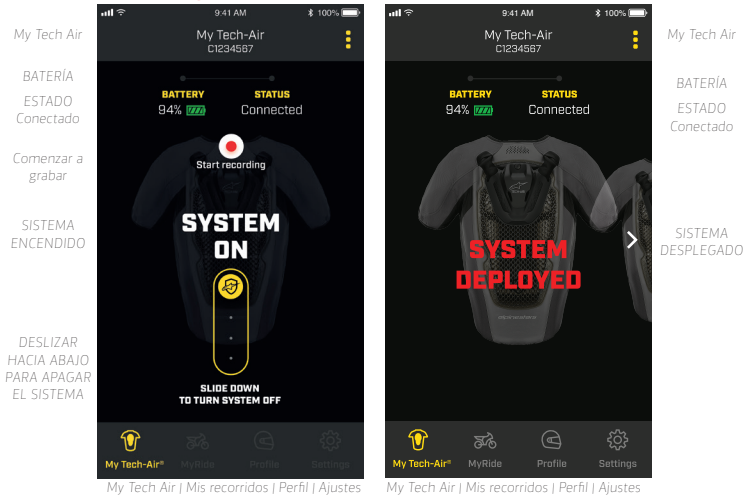 My Tech Air
BATERÍA
ESTADO
Conectado
Comenzar a
grabar
SISTEMA
ENCENDIDO
DESLIZAR
HACIA ABAJO
PARA APAGAR
EL SISTEMA
9:41 AM
100%
My Tech-Air
C1234567
BATTERY
STATUS
94%
Connected
Start recording
SYSTEM
ON
SLIDE DOWN
TO TURN SYSTEM OFF
My Tech-Air®
MyRide
Profile
Settings
My Tech Air | Mis recorridos | Perfil | Ajustes
9:41 AM
100%
My Tech-Air
C1234567
BATTERY
STATUS
94%
Connected
SYSTEM
DEPLOYED
My Tech-Air®
MyRide
Profile
Settings
My Tech Air | Mis recorridos | Perfil | Ajustes
My Tech Air
BATERÍA
ESTADO
Conectado
SISTEMA
DESPLEGADO